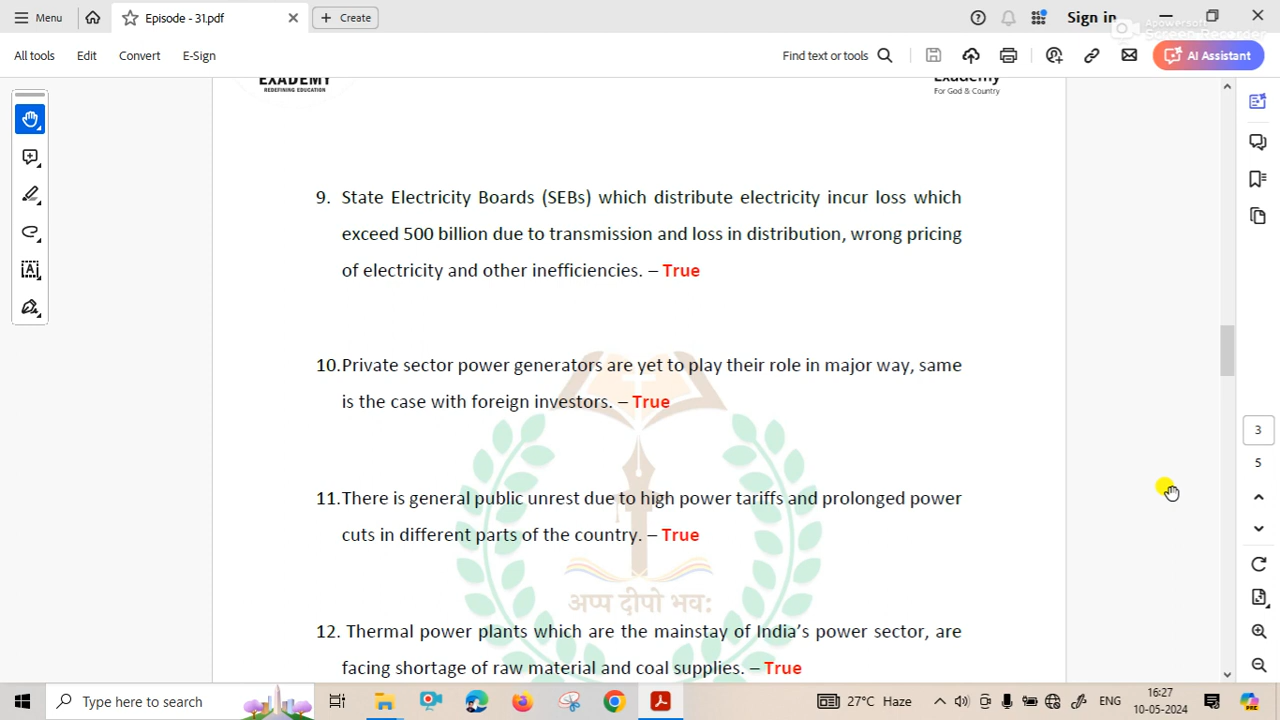 Menu
Episode - 31.pdf
Create
Sign in
Apowersoft
Screen Recorder
All tools
Edit
Convert
E-Sign
Find text or tools
AI Assistant
EXADEMY
REDEFINING EDUCATION
Exademy
For God & Country
9. State Electricity Boards (SEBs) which distribute electricity incur loss which
exceed 500 billion due to transmission and loss in distribution, wrong pricing
of electricity and other inefficiencies. – True
10.Private sector power generators are yet to play their role in major way, same
is the case with foreign investors. – True
11.There is general public unrest due to high power tariffs and prolonged power
cuts in different parts of the country. – True
अप्प दीपो भव:
12. Thermal power plants which are the mainstay of India's power sector, are
facing shortage of raw material and coal supplies. – True
3
5
Type here to search
27°C Haze
ENG
16:27
10-05-2024
PRE